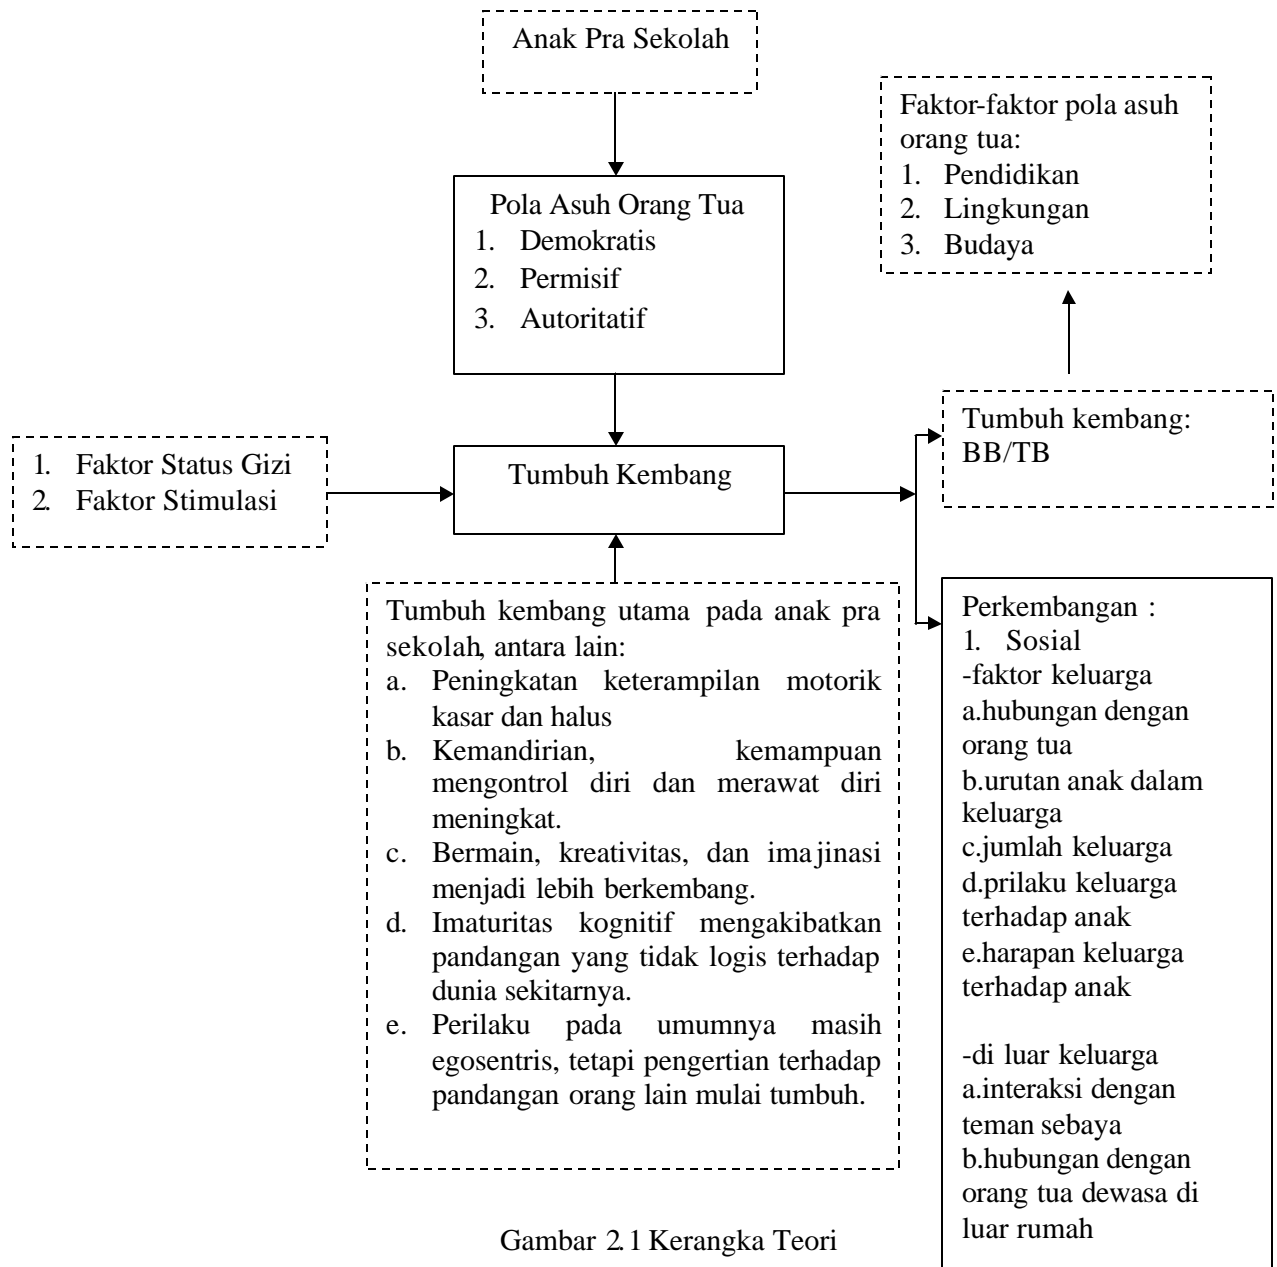 Anak Pra Sekolah
Faktor-faktor pola asuh
orang tua:
1. Pendidikan
2. Lingkungan
3. Budaya
Pola Asuh Orang Tua
1. Demokratis
2. Permisif
3. Autoritatif
1. Faktor Status Gizi
2. Faktor Stimulasi
Tumbuh Kembang
Tumbuh kembang:
BB/TB
Tumbuh kembang utama pada anak pra
sekolah, antara lain:
a. Peningkatan keterampilan motorik
kasar dan halus
b. Kemandirian, kemampuan
mengontrol diri dan merawat diri
meningkat.
c. Bermain, kreativitas, dan imajinasi
menjadi lebih berkembang.
d. Imaturitas kognitif mengakibatkan
pandangan yang tidak logis terhadap
dunia sekitarnya.
e. Perilaku pada umumnya masih
egosentris, tetapi pengertian terhadap
pandangan orang lain mulai tumbuh.
Perkembangan :
1. Sosial
-faktor keluarga
a.hubungan dengan
orang tua
b.urutan anak dalam
keluarga
c.jumlah keluarga
d.prilaku keluarga
terhadap anak
e.harapan keluarga
terhadap anak
-di luar keluarga
a.interaksi dengan
teman sebaya
b.hubungan dengan
orang tua dewasa di
luar rumah
Gambar 2.1 Kerangka Teori